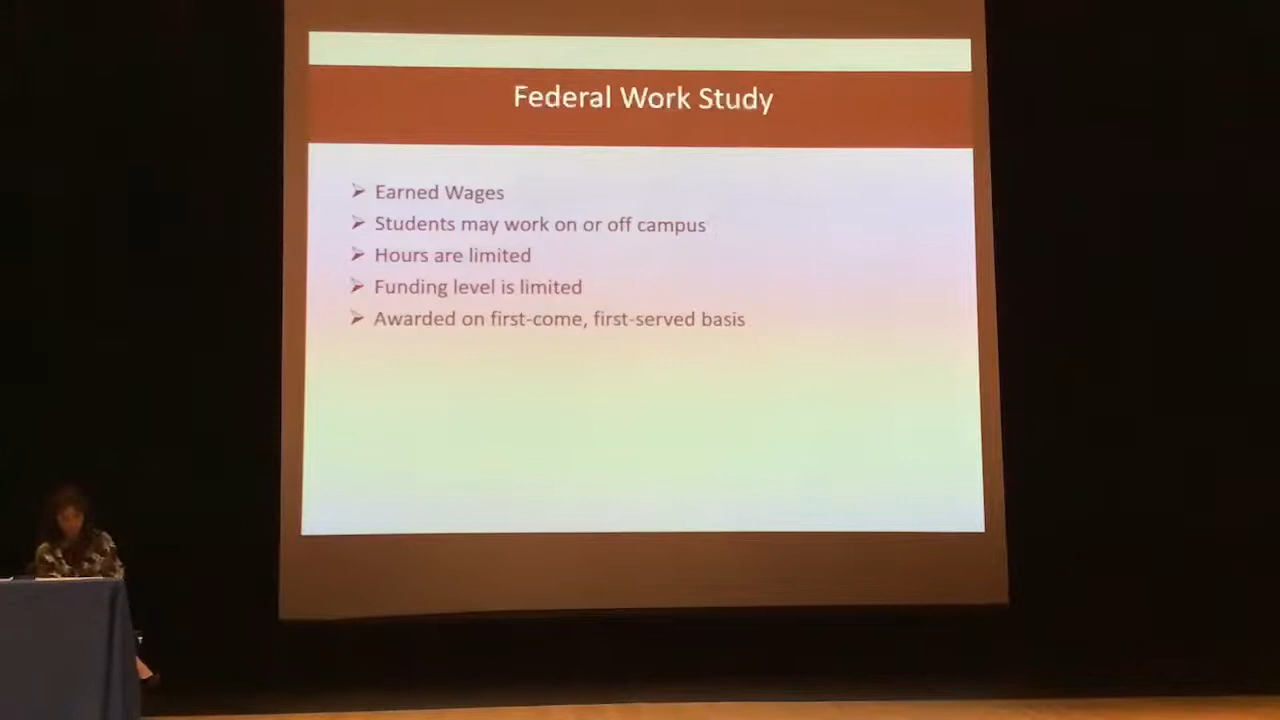 Federal Work Study
➢ Earned Wages
➢ Students may work on or off campus
➢ Hours are limited
➢ Funding level is limited
➢ Awarded on first-come, first-served basis